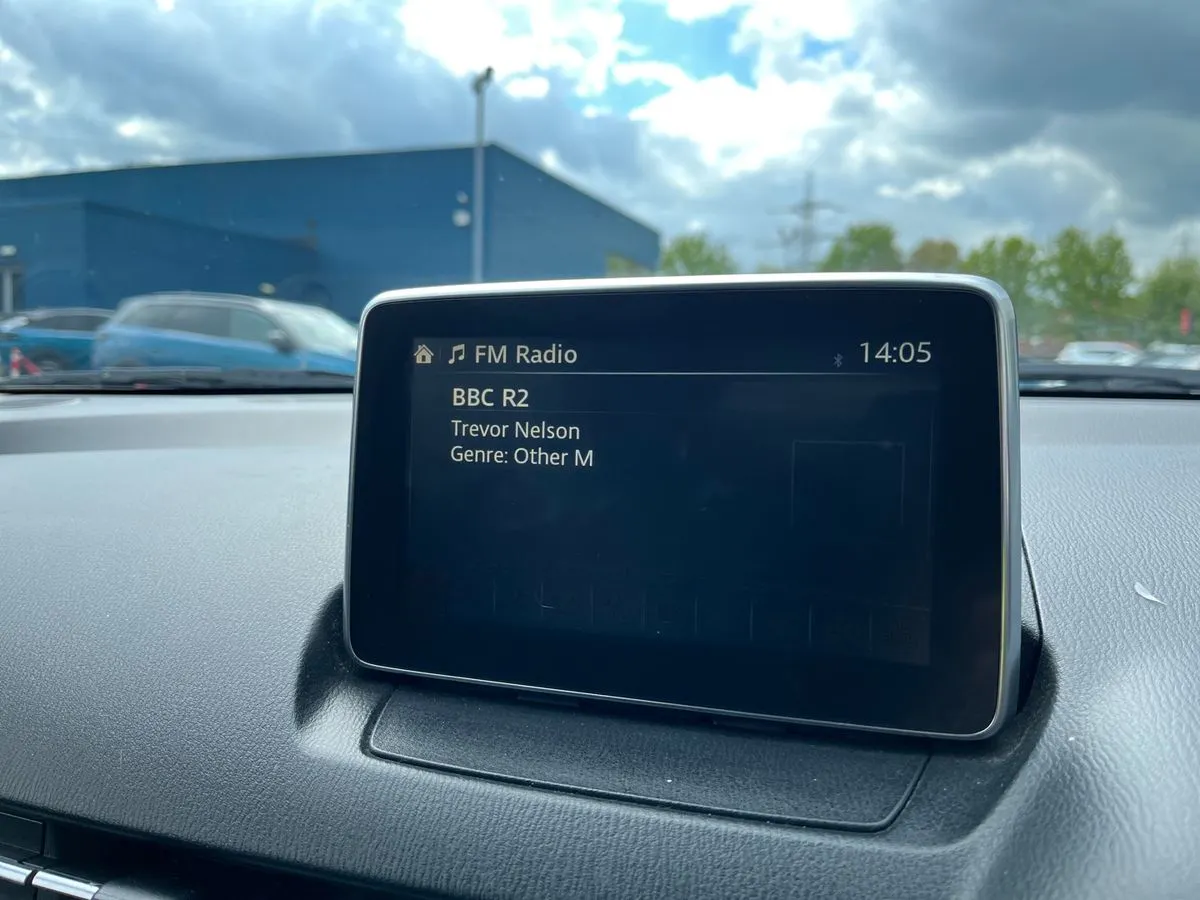 FM Radio 14:05
BBC R2
Trevor Nelson
Genre: Other M